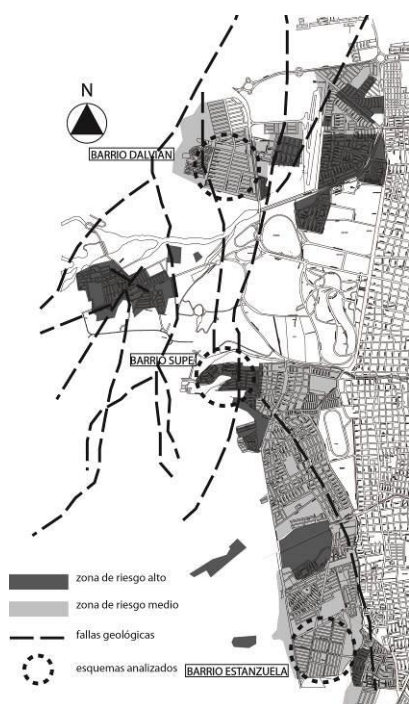 N
BARRIO DALVIAN
BARRIO SUPE
zona de riesgo alto
zona de riesgo medio
fallas geológicas
esquemas analizados
BARRIO ESTANZUELA